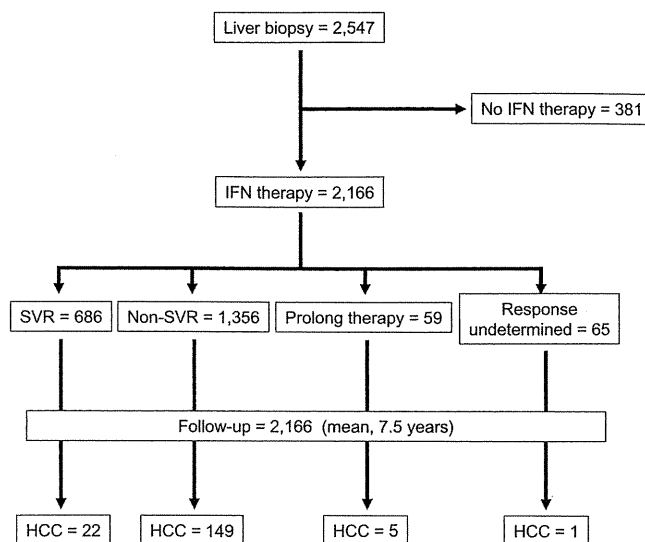 Liver biopsy = 2,547
No IFN therapy = 381
IFN therapy = 2,166
SVR = 686
Non-SVR = 1,356
Prolong therapy = 59
Response
undetermined = 65
Follow-up = 2,166 (mean, 7.5 years)
HCC = 22
HCC = 149
HCC = 5
HCC = 1